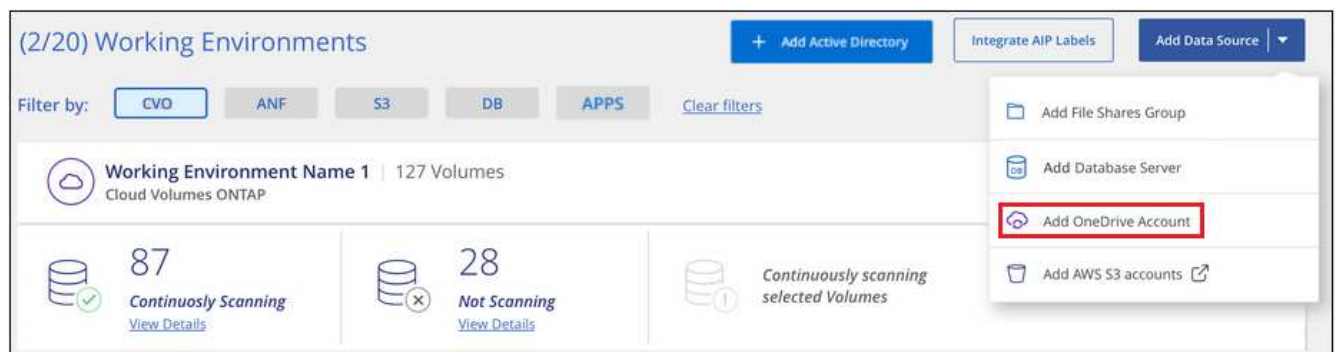 (2/20) Working Environments
+ Add Active Directory
Integrate AIP Labels
Add Data Source
Filter by:
CVO
ANF
S3
DB
APPS
Clear filters
Add File Shares Group
DB
Add Database Server
Add OneDrive Account
Add AWS S3 accounts
Working Environment Name 1 | 127 Volumes
Cloud Volumes ONTAP
87
Continuosly Scanning
View Details
28
Not Scanning
View Details
Continuously scanning
selected Volumes